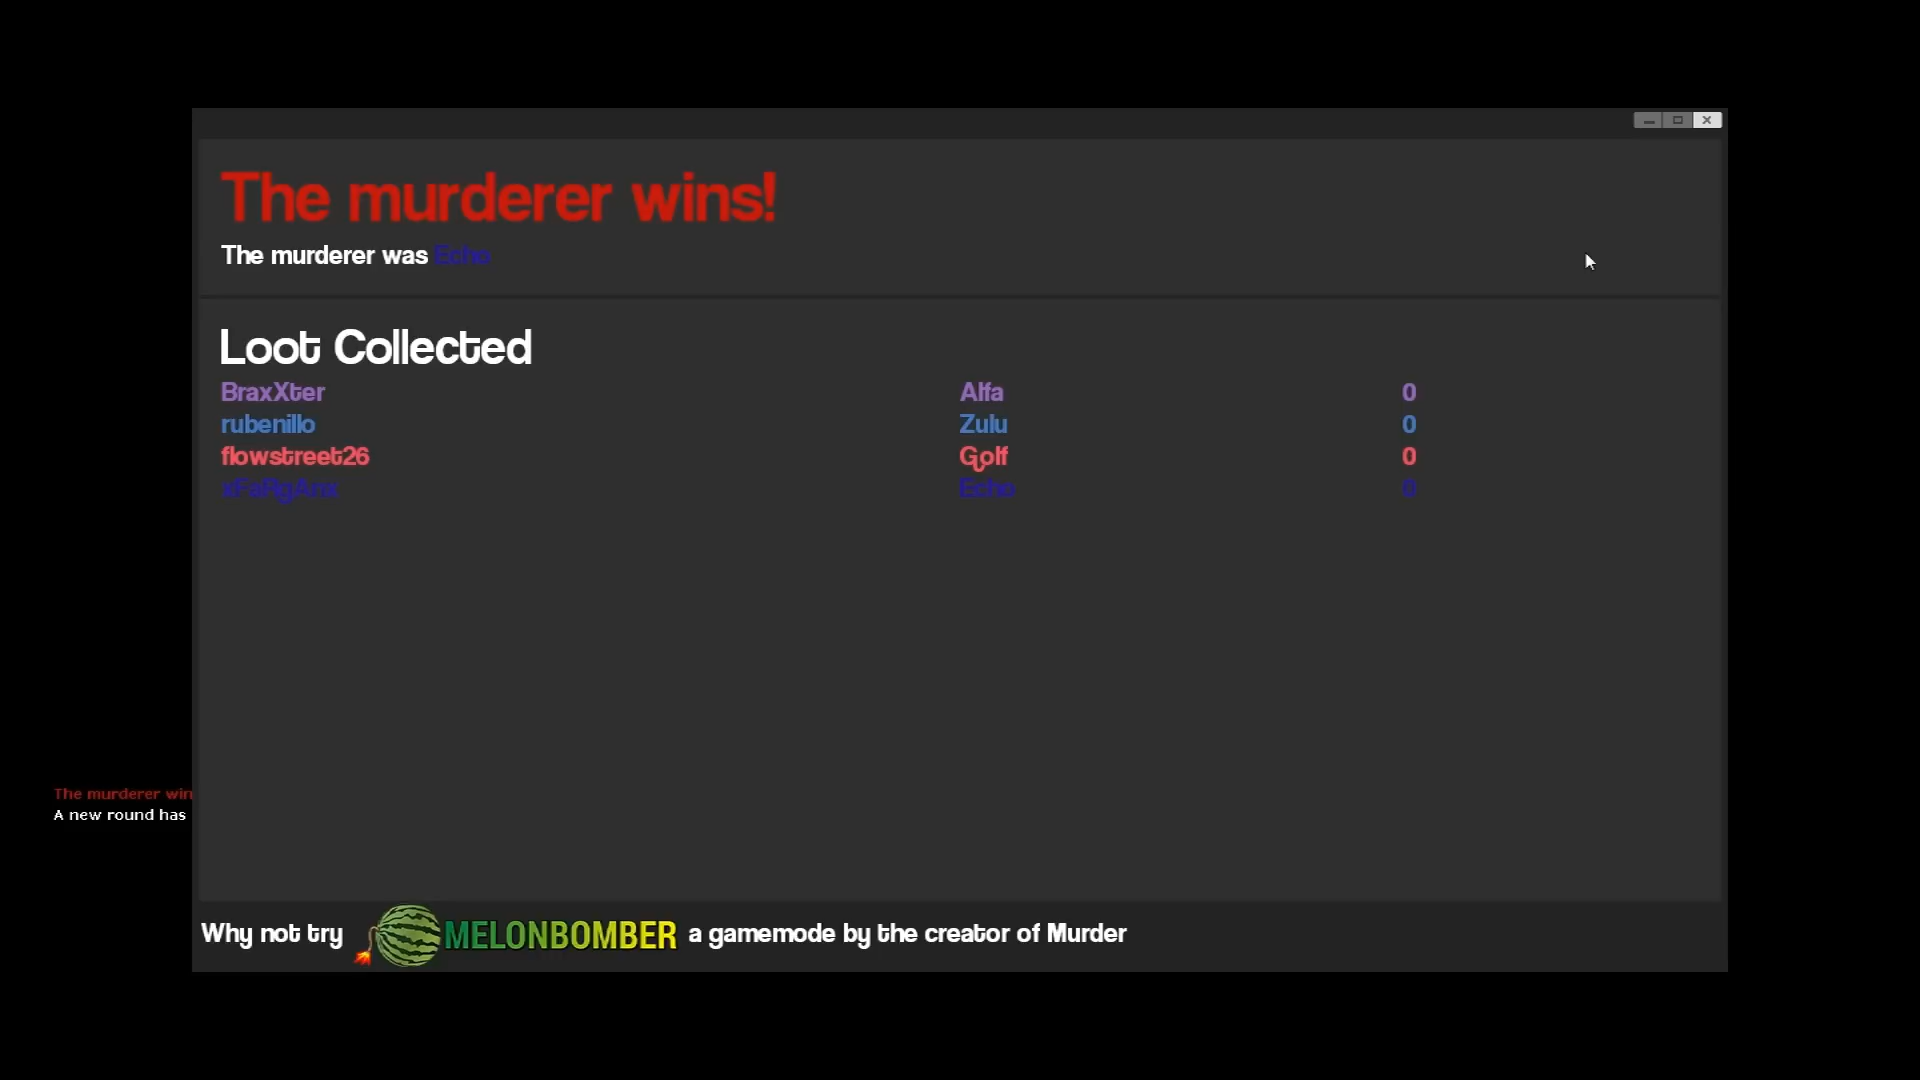 The murderer wins!
The murderer was Echo
Loot Collected
BraxXter Alfa 0
rubenillo Zulu 0
flowstreet26 Golf 0
xFaRgAnx Echo 0
The murderer win
A new round has
Why not try MELONBOMBER a gamemode by the creator of Murder